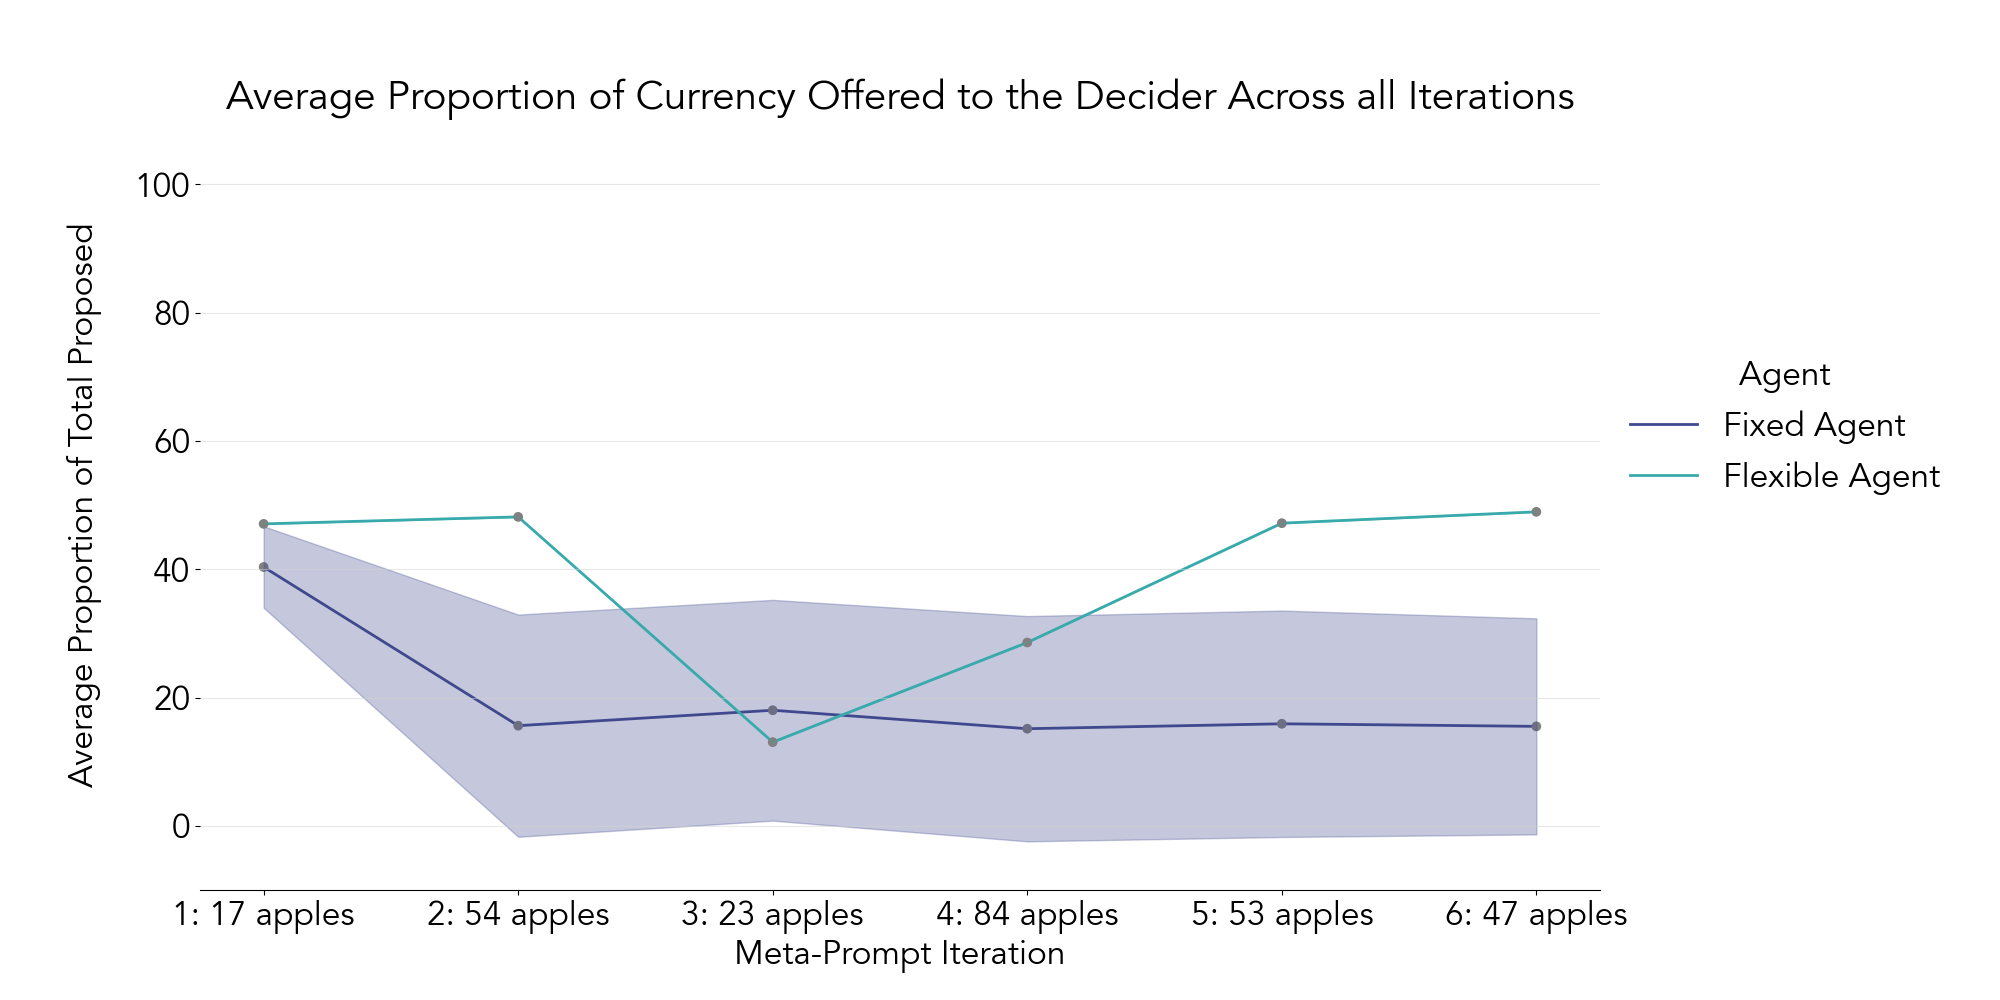 Average Proportion of Currency Offered to the Decider Across all Iterations
Average Proportion of Total Proposed
100
80
60
40
20
0
1: 17 apples
2: 54 apples
3: 23 apples
4: 84 apples
5: 53 apples
6: 47 apples
Meta-Prompt Iteration
Agent
Fixed Agent
Flexible Agent